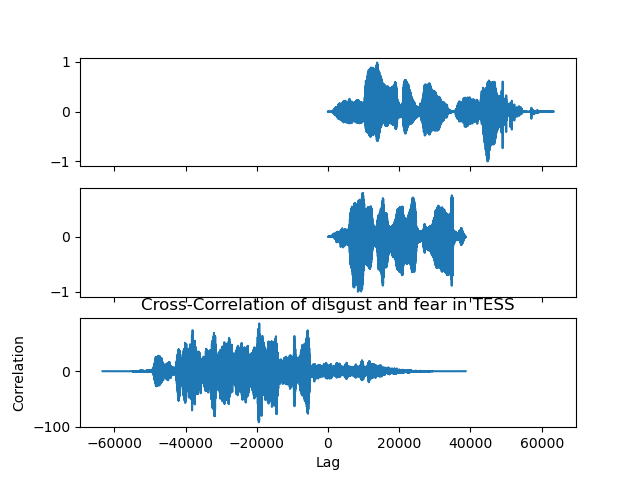 1
0
−1
0
−1
Cross-Correlation of disgust and fear in TESS
0
−100
Correlation
−60000 −40000 −20000 0 20000 40000 60000
Lag